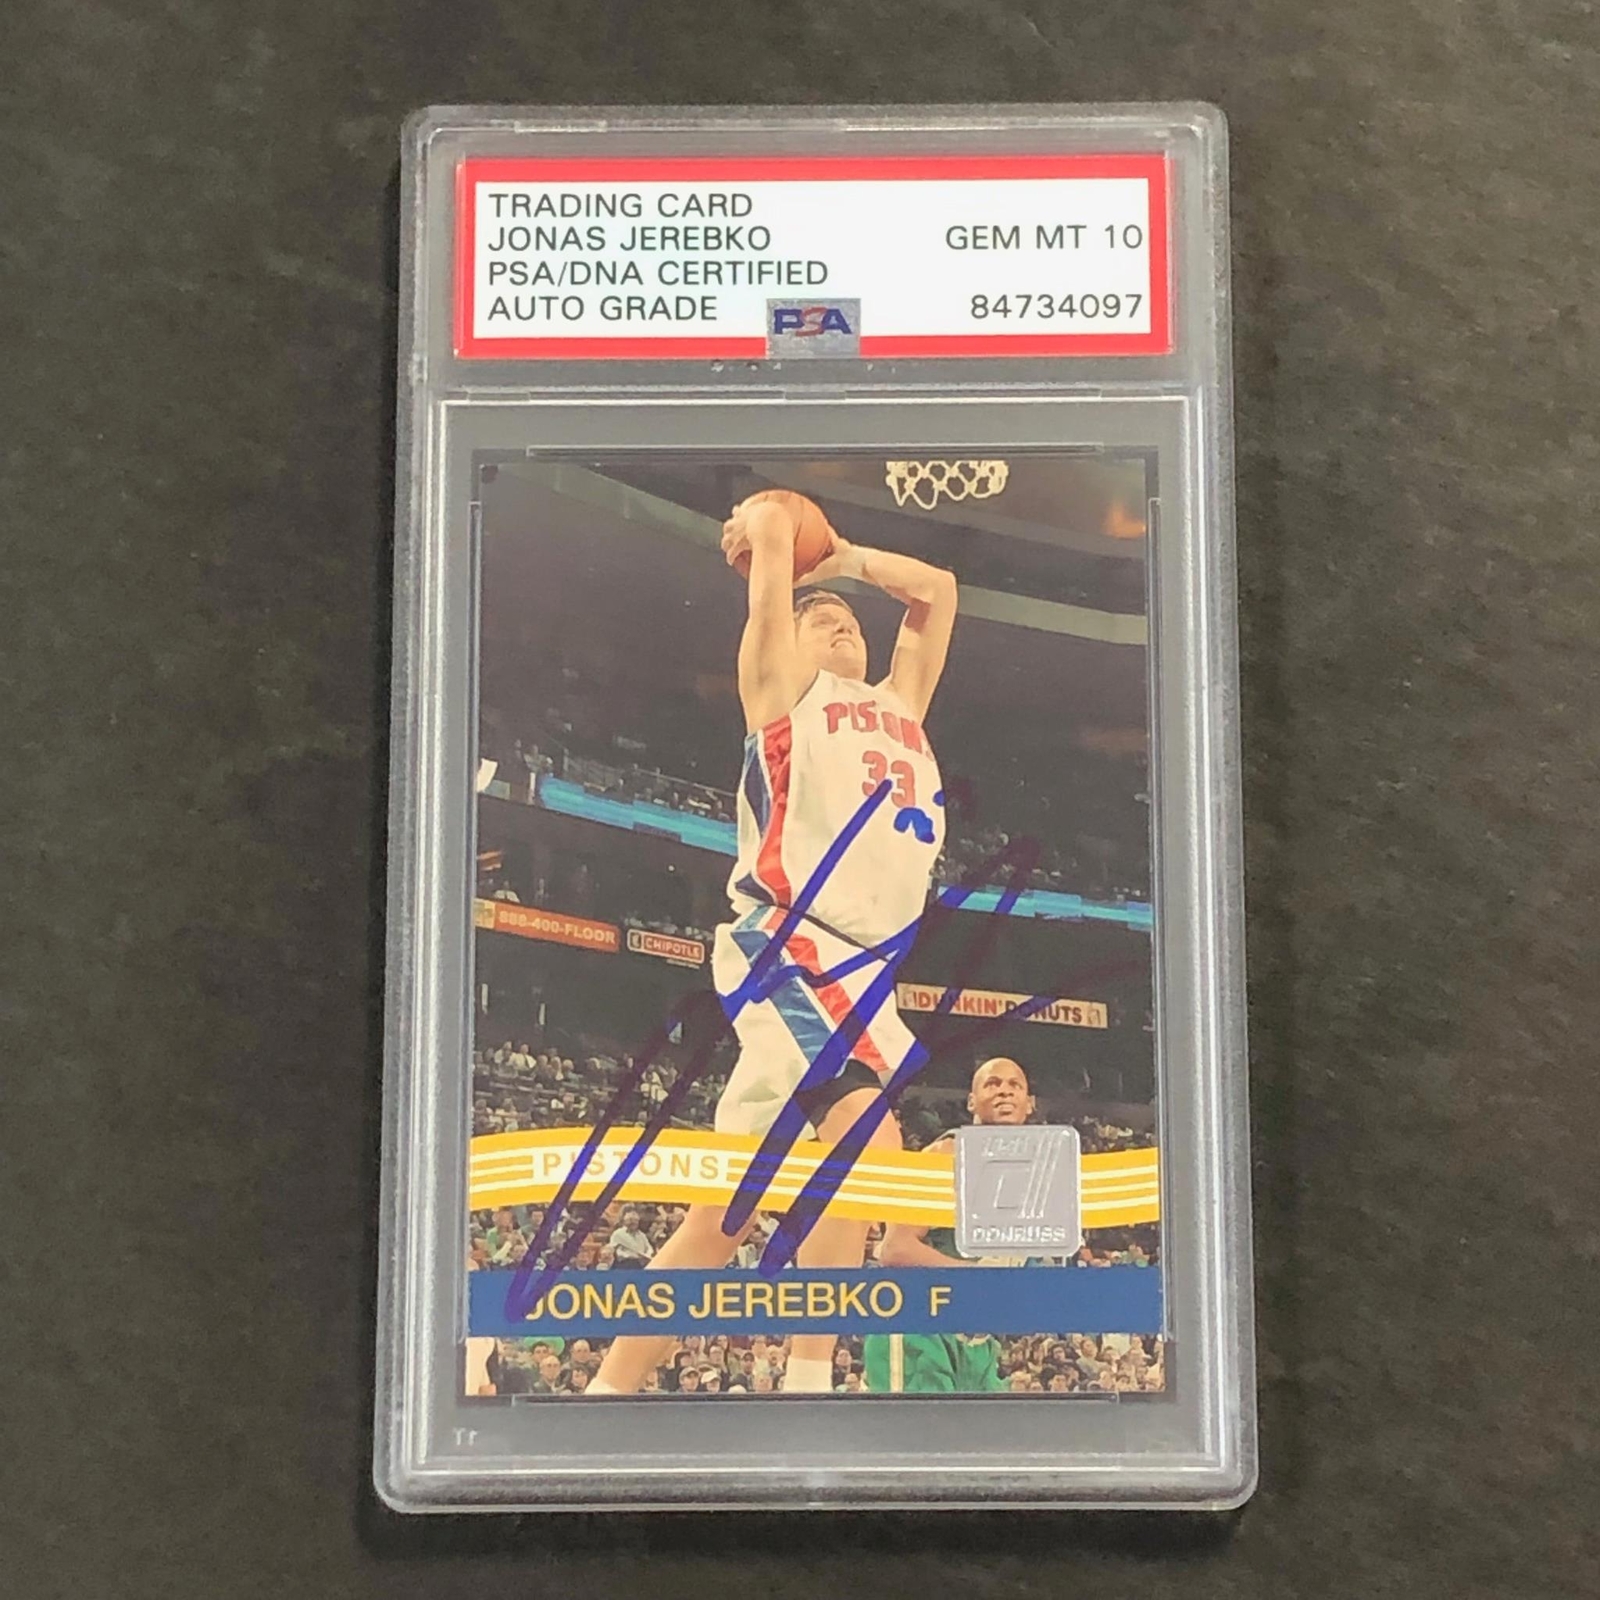 TRADING CARD
JONAS JEREBKO
GEM MT 10
PSA/DNA CERTIFIED
AUTO GRADE
84734097
PSA
PISTONS
33
888-400-FLOOR
CHIPOTLE
DUNKIN' DONUTS
PISTONS
DONRUSS
JONAS JEREBKO F